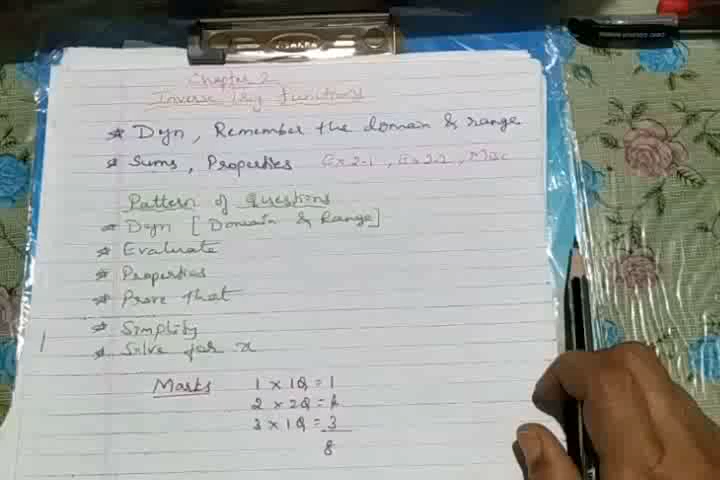 Chapter 2
Inverse Trig Functions
* Dyn, Remember the domain & range
* Sums, Properties Ex 2.1, Ex 2.2, Misc
Pattern of Questions
* Dyn [Domain & Range]
* Evaluate
* Properties
* Prove that
* Simplify
* Solve for x
Marks 1 x 1Q = 1
2 x 2Q = 4
3 x 1Q = 3
8